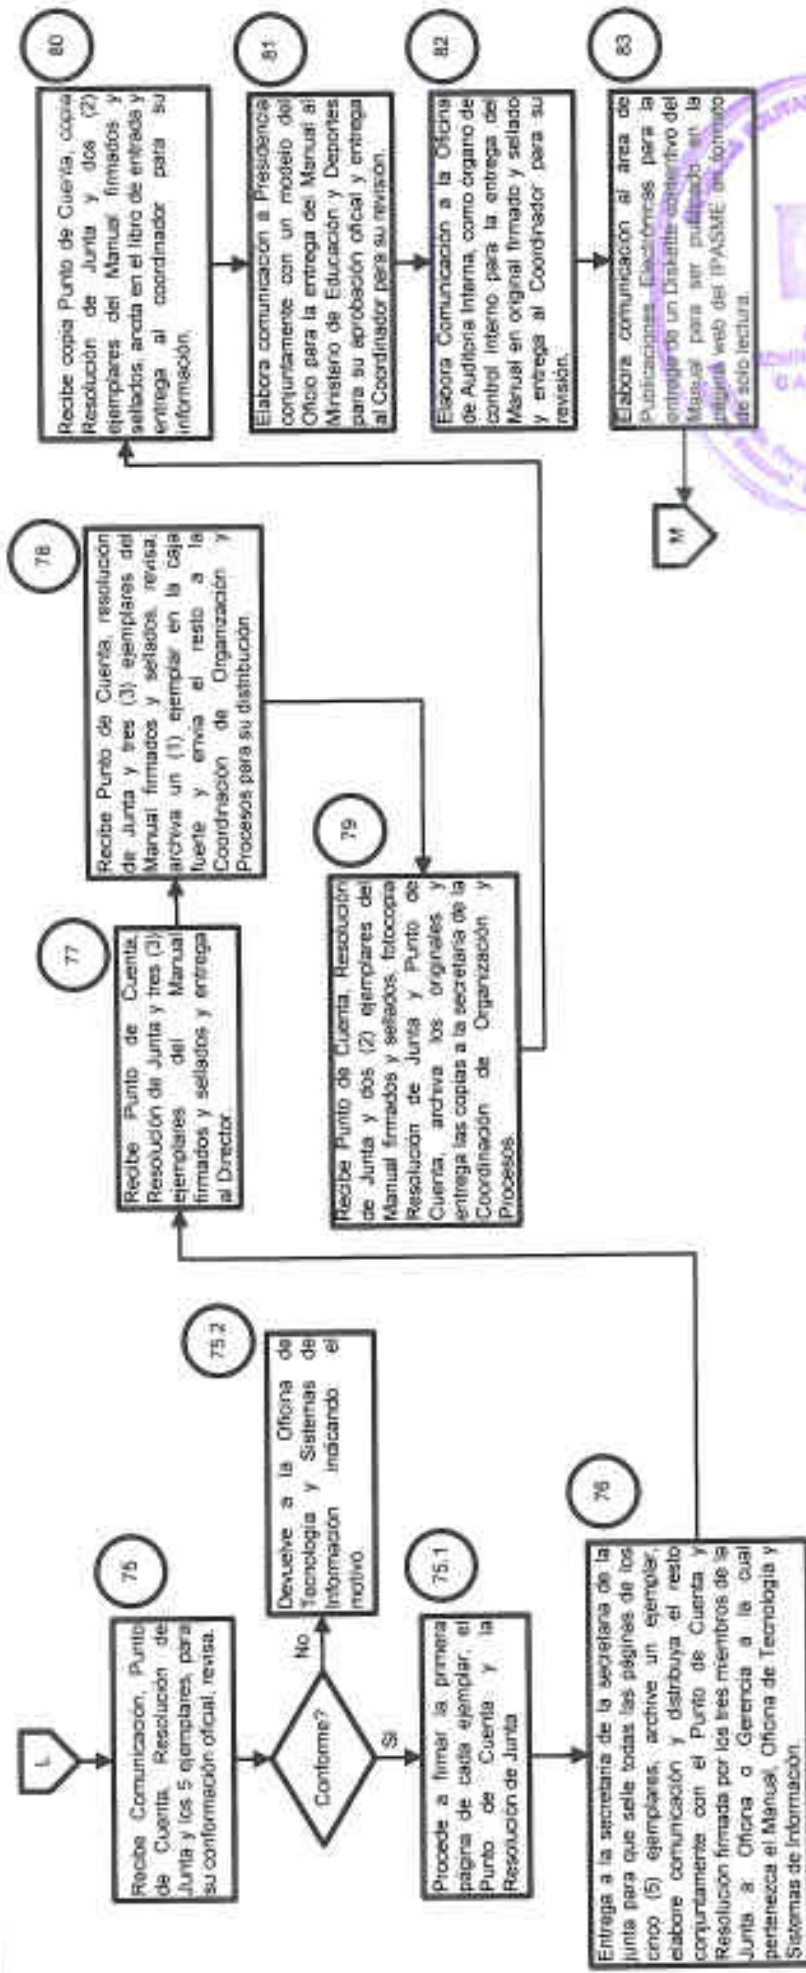 L
75
Recibe Comunicación, Punto
de Cuenta, Resolución de
Junta y los 5 ejemplares, para
su conformación oficial, revisa.
Conforme?
No
75.2
Devuelve a la Oficina de
Tecnología y Sistemas de
Información indicando el
motivo.
Si
75.1
Procede a firmar la primera
página de cada ejemplar, el
Punto de Cuenta y la
Resolución de Junta
76
Entrega a la secretaria de la secretaria de la
junta para que selle todas las páginas de los
cinco (5) ejemplares, archive un ejemplar,
elabore comunicación y distribuya el resto
conjuntamente con el Punto de Cuenta y
Resolución firmada por los tres miembros de la
Junta a: Oficina o Gerencia a la cual
pertenezca el Manual, Oficina de Tecnología y
Sistemas de Información.
77
Recibe Punto de Cuenta,
Resolución de Junta y tres (3)
ejemplares del Manual
firmados y sellados y entrega
al Director.
78
Recibe Punto de Cuenta, resolución
de Junta y tres (3) ejemplares del
Manual firmados y sellados, revisa,
archiva un (1) ejemplar en la caja
fuerte y envia el resto a la
Coordinación de Organización y
Procesos para su distribución.
79
Recibe Punto de Cuenta, Resolución
de Junta y dos (2) ejemplares del
Manual firmados y sellados, fotocopia
Resolución de Junta y Punto de
Cuenta, archiva los originales y
entrega las copias a la secretaria de la
Coordinación de Organización y
Procesos.
80
Recibe copia Punto de Cuenta, copia
Resolución de Junta y dos (2)
ejemplares del Manual firmados y
sellados, anota en el libro de entrada y
entrega al coordinador para su
información.
81
Elabora comunicación a Presidencia
conjuntamente con un modelo del
Oficio para la entrega del Manual al
Ministerio de Educación y Deportes
para su aprobación oficial y entrega
al Coordinador para su revisión.
82
Elabora Comunicación a la Oficina
de Auditoria Interna, como órgano de
control interno para la entrega del
Manual en original firmado y sellado
y entrega al Coordinador para su
revisión.
83
Elabora comunicación al área de
Publicaciones Electrónicas para la
entrega de un Diskette contentivo del
Manual para ser publicado en la
página web del IPASME en formato
de solo lectura.
M